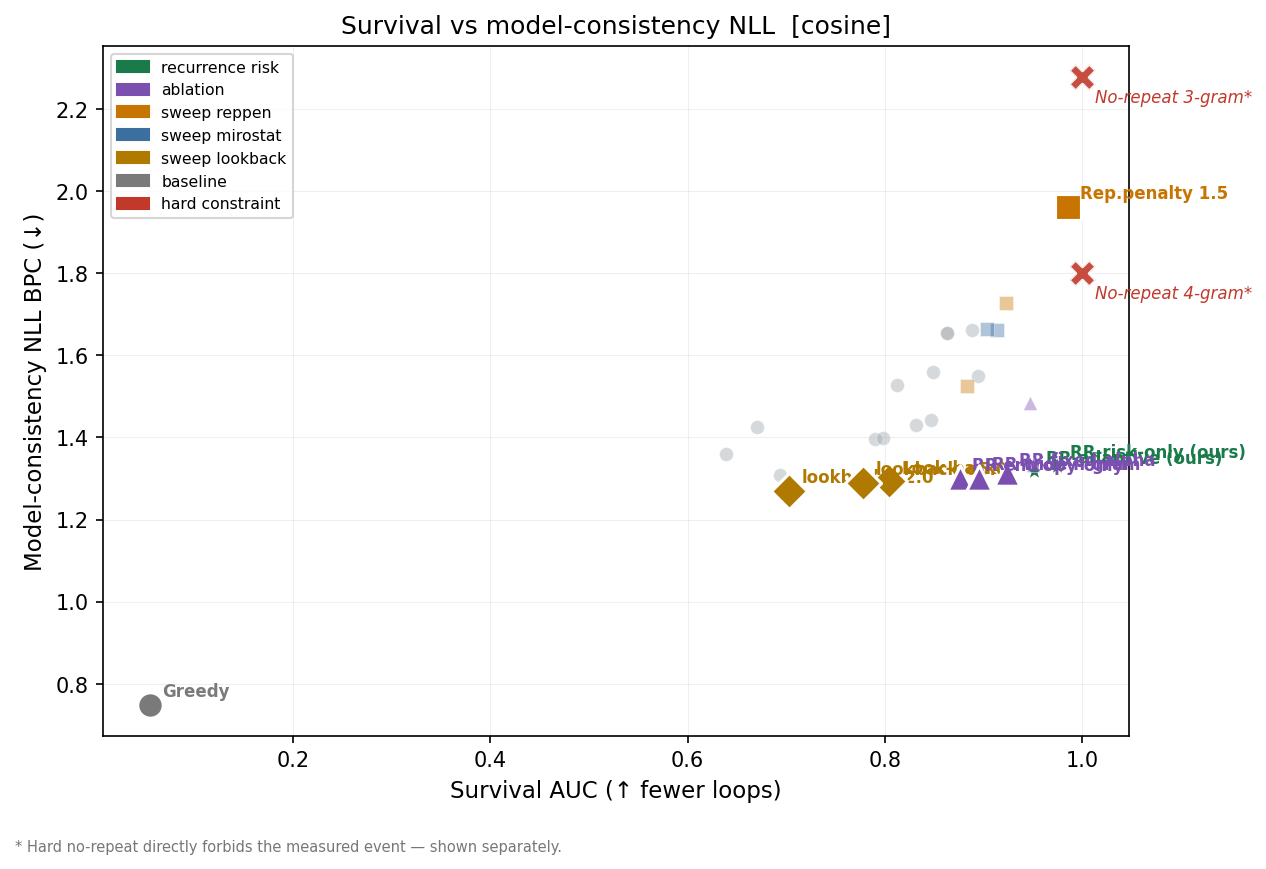 Survival vs model-consistency NLL [cosine]
recurrence risk
ablation
sweep reppen
sweep mirostat
sweep lookback
baseline
hard constraint
No-repeat 3-gram*
Rep.penalty 1.5
No-repeat 4-gram*
RR-risk-only (ours)
(ours)
Greedy
Model-consistency NLL BPC (↓)
2.2
2.0
1.8
1.6
1.4
1.2
1.0
0.8
0.2
0.4
0.6
0.8
1.0
Survival AUC (↑ fewer loops)
* Hard no-repeat directly forbids the measured event — shown separately.